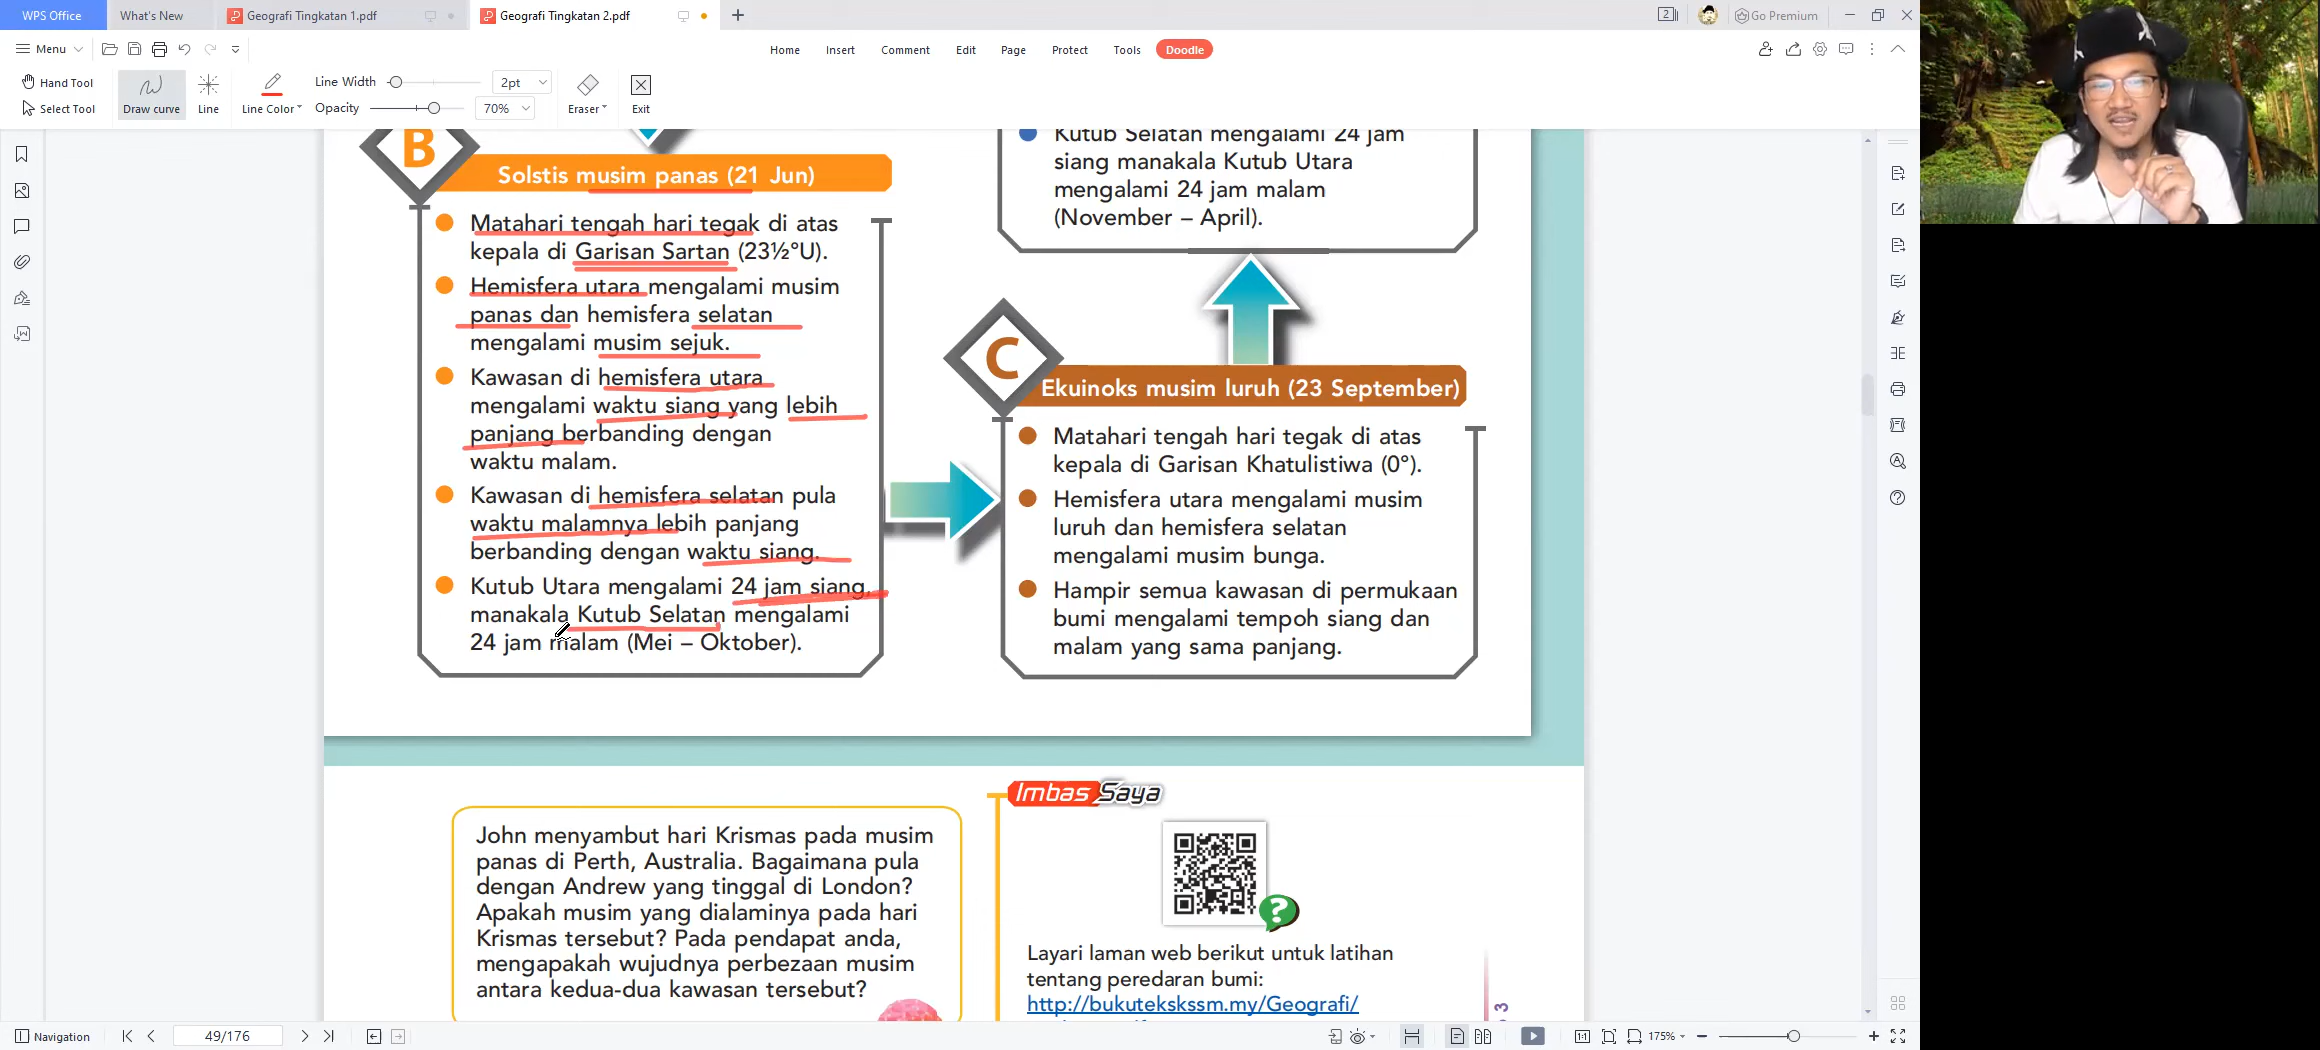 WPS Office
What's New
Geografi Tingkatan 1.pdf
Geografi Tingkatan 2.pdf
2
Go Premium
Menu
Home
Insert
Comment
Edit
Page
Protect
Tools
Doodle
Hand Tool
Select Tool
Draw curve
Line
Line Color
Line Width
2pt
Opacity
70%
Eraser
Exit
B
Solstis musim panas (21 Jun)
Matahari tengah hari tegak di atas
kepala di Garisan Sartan (23½°U).
Hemisfera utara mengalami musim
panas dan hemisfera selatan
mengalami musim sejuk.
Kawasan di hemisfera utara
mengalami waktu siang yang lebih
panjang berbanding dengan
waktu malam.
Kawasan di hemisfera selatan pula
waktu malamnya lebih panjang
berbanding dengan waktu siang.
Kutub Utara mengalami 24 jam siang,
manakala Kutub Selatan mengalami
24 jam malam (Mei – Oktober).
Kutub Selatan mengalami 24 jam
siang manakala Kutub Utara
mengalami 24 jam malam
(November – April).
C
Ekuinoks musim luruh (23 September)
Matahari tengah hari tegak di atas
kepala di Garisan Khatulistiwa (0°).
Hemisfera utara mengalami musim
luruh dan hemisfera selatan
mengalami musim bunga.
Hampir semua kawasan di permukaan
bumi mengalami tempoh siang dan
malam yang sama panjang.
John menyambut hari Krismas pada musim
panas di Perth, Australia. Bagaimana pula
dengan Andrew yang tinggal di London?
Apakah musim yang dialaminya pada hari
Krismas tersebut? Pada pendapat anda,
mengapakah wujudnya perbezaan musim
antara kedua-dua kawasan tersebut?
Imbas Saya
?
Layari laman web berikut untuk latihan
tentang peredaran bumi:
http://bukutekskssm.my/Geografi/
3
Navigation
49/176
1:1
175%